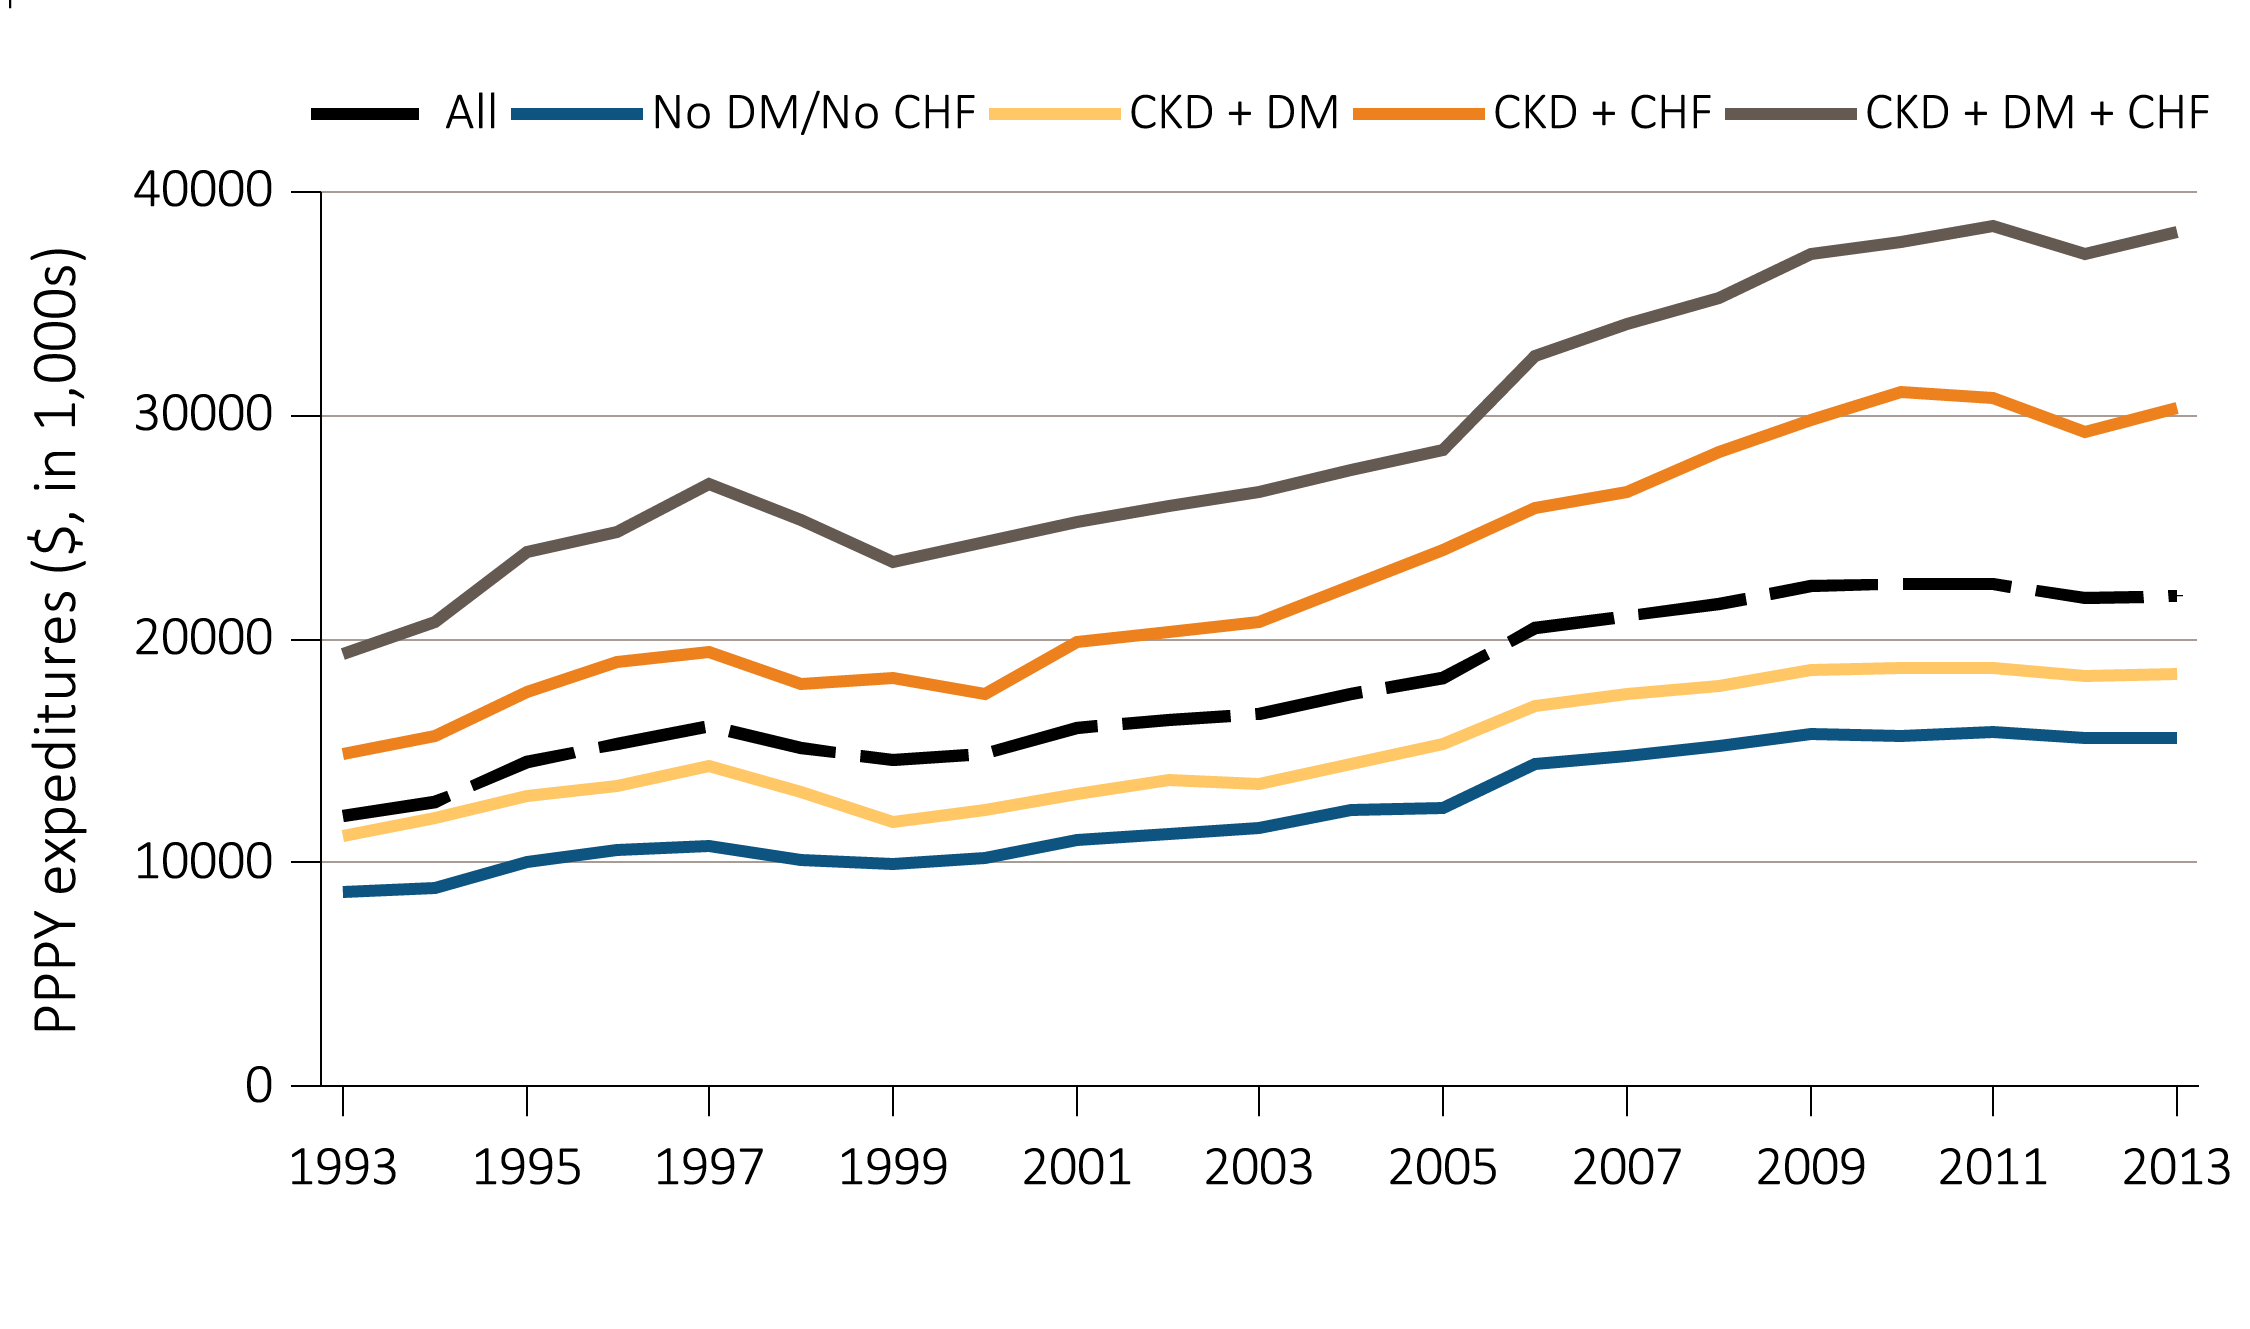 All No DM/No CHF CKD + DM CKD + CHF CKD + DM + CHF
PPPY expeditures ($, in 1,000s)
40000
30000
20000
10000
0
1993 1995 1997 1999 2001 2003 2005 2007 2009 2011 2013